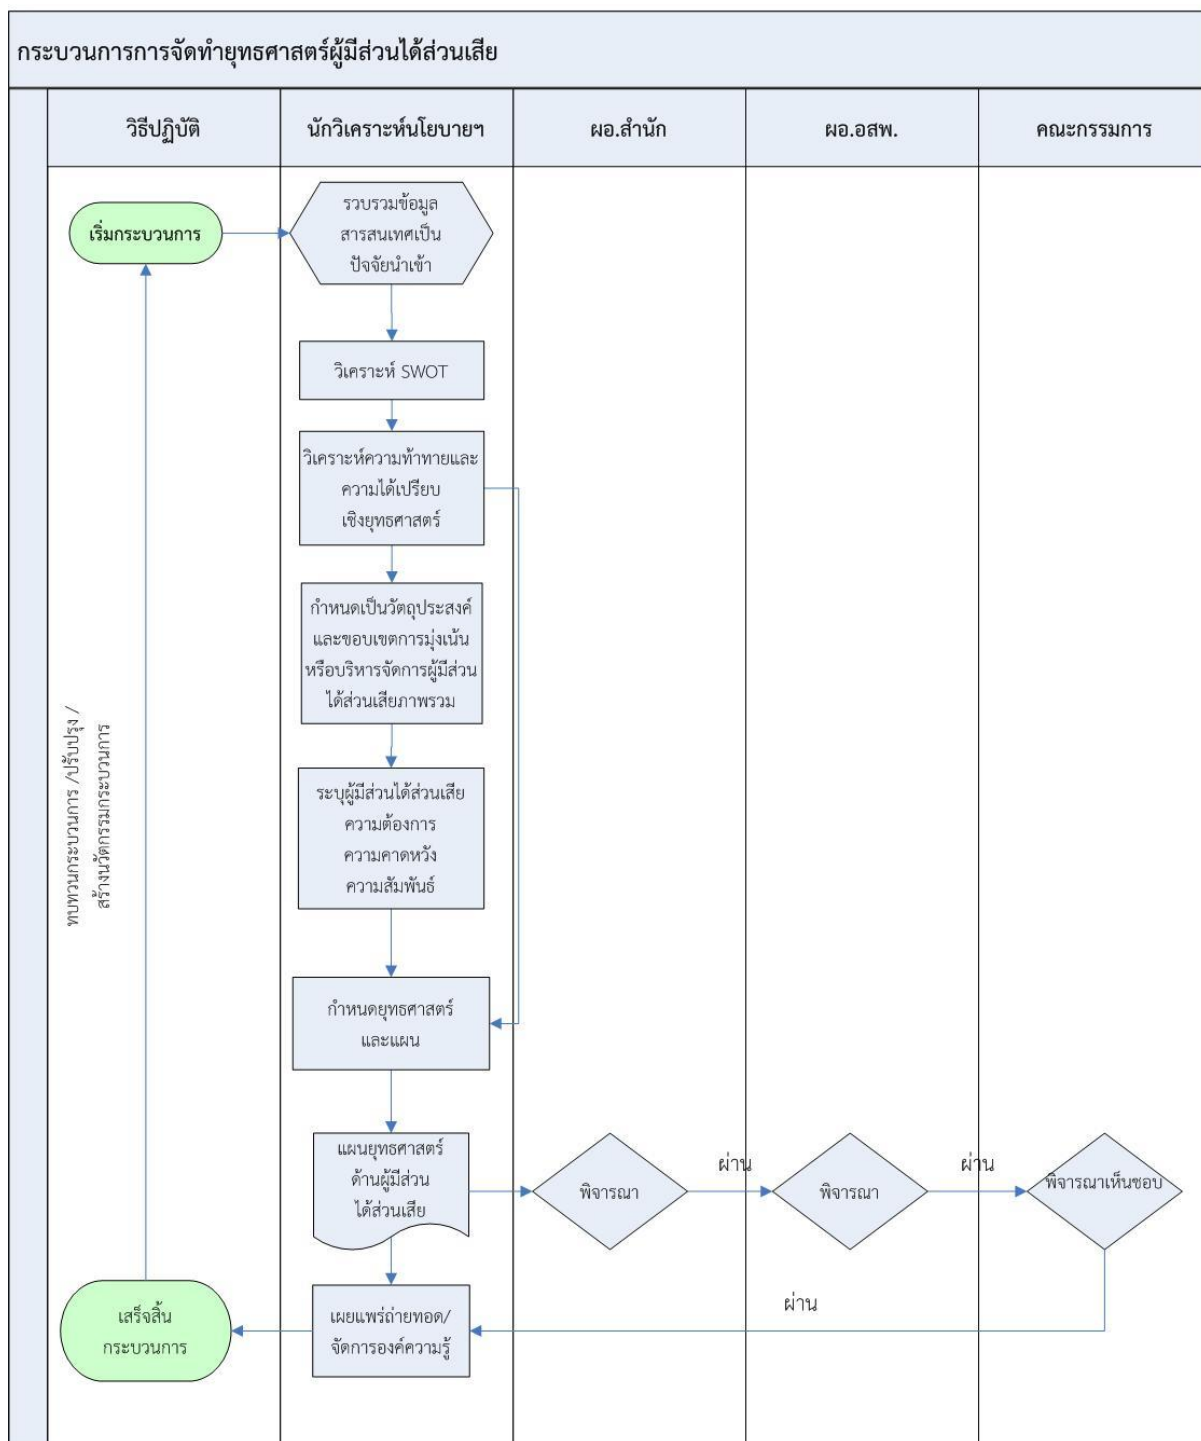 กระบวนการการจัดทำยุทธศาสตร์ผู้มีส่วนได้ส่วนเสีย
วิธีปฏิบัติ
นักวิเคราะห์นโยบายฯ
ผอ.สำนัก
ผอ.อสพ.
คณะกรรมการ
เริ่มกระบวนการ
รวบรวมข้อมูล
สารสนเทศเป็น
ปัจจัยนำเข้า
วิเคราะห์ SWOT
วิเคราะห์ความท้าทายและ
ความได้เปรียบ
เชิงยุทธศาสตร์
กำหนดเป็นวัตถุประสงค์
และขอบเขตการมุ่งเน้น
หรือบริหารจัดการผู้มีส่วน
ได้ส่วนเสียภาพรวม
ทบทวนกระบวนการ /ปรับปรุง /
สร้างนวัตกรรมกระบวนการ
ระบุผู้มีส่วนได้ส่วนเสีย
ความต้องการ
ความคาดหวัง
ความสัมพันธ์
กำหนดยุทธศาสตร์
และแผน
แผนยุทธศาสตร์
ด้านผู้มีส่วน
ได้ส่วนเสีย
พิจารณา
ผ่าน
พิจารณา
ผ่าน
พิจารณาเห็นชอบ
ผ่าน
เผยแพร่ถ่ายทอด/
จัดการองค์ความรู้
เสร็จสิ้น
กระบวนการ